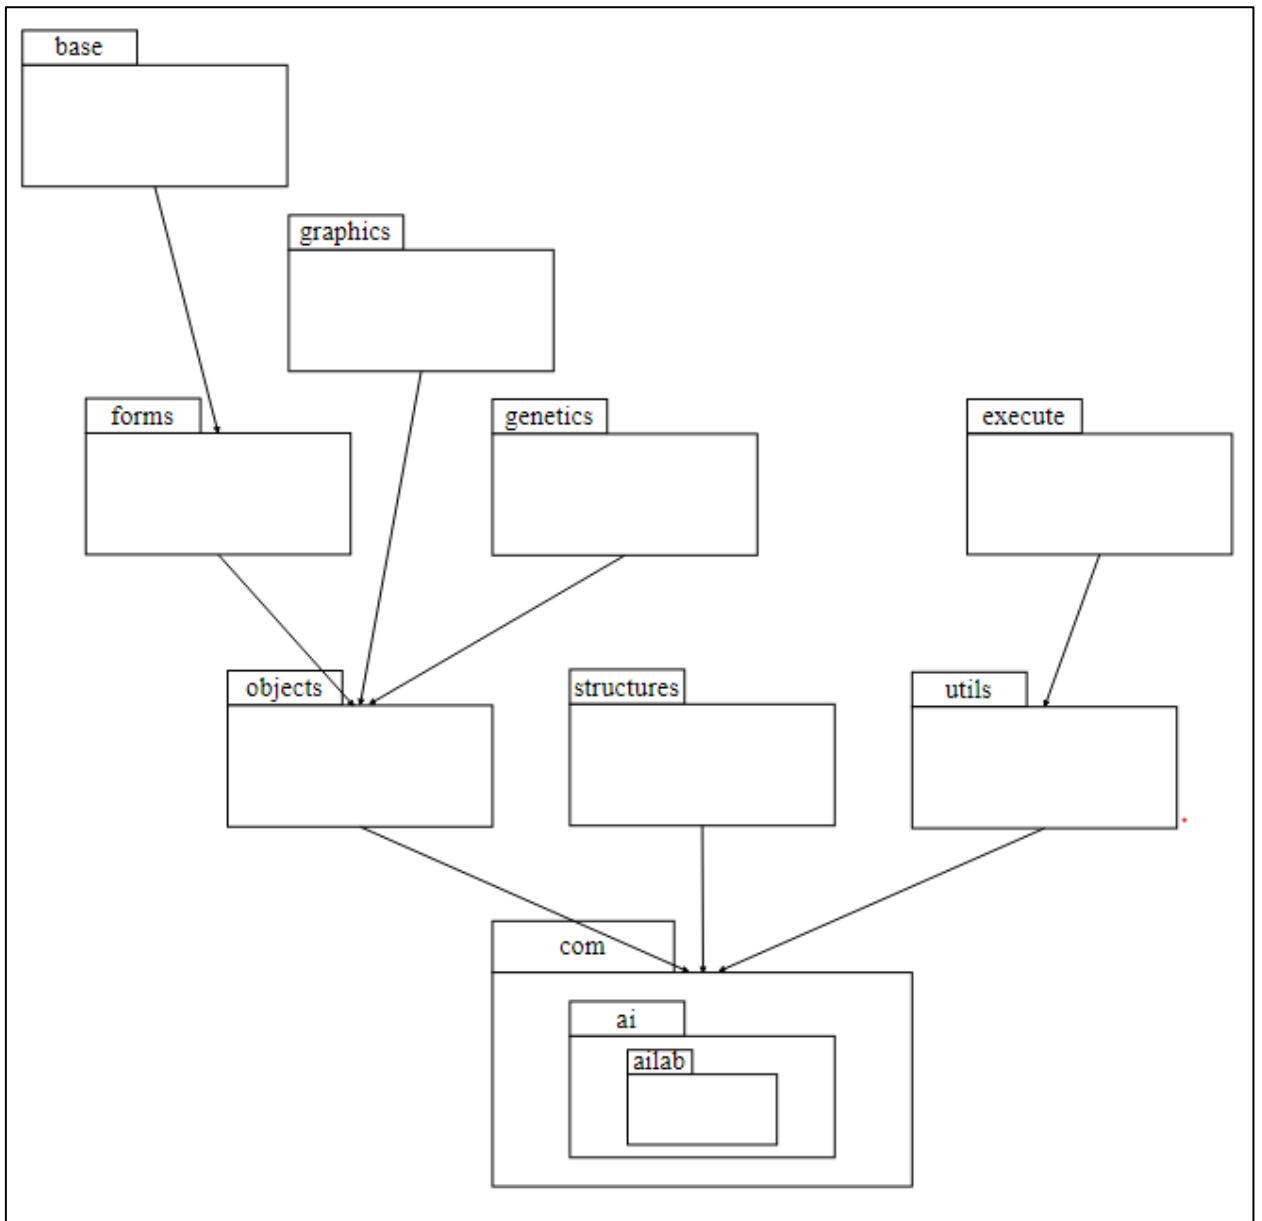 base
graphics
forms
genetics
execute
objects
structures
utils
com
ai
ailab